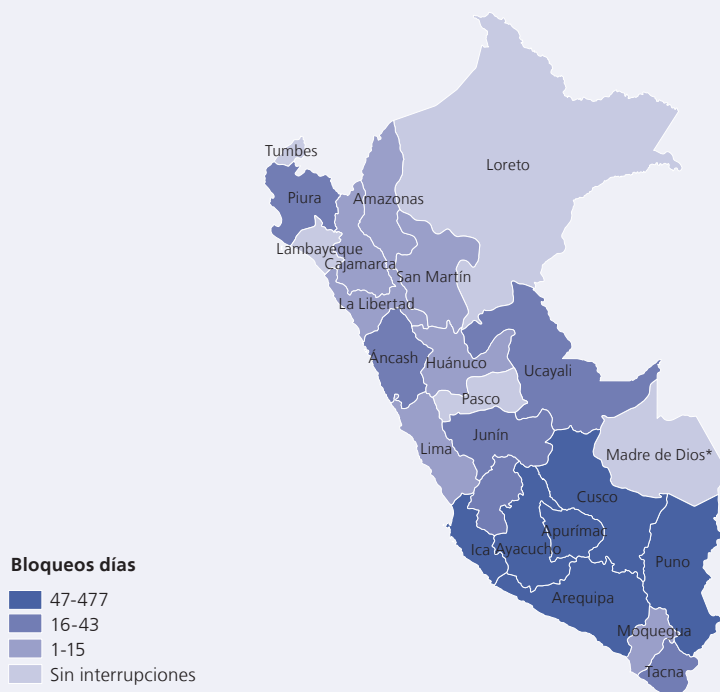 Tumbes
Loreto
Piura
Amazonas
Lambayeque
Cajamarca
San Martín
La Libertad
Áncash
Huánuco
Ucayali
Pasco
Junín
Lima
Madre de Dios*
Cusco
Apurímac
Ica
Ayacucho
Puno
Arequipa
Moquegua
Tacna
Bloqueos días
47-477
16-43
1-15
Sin interrupciones